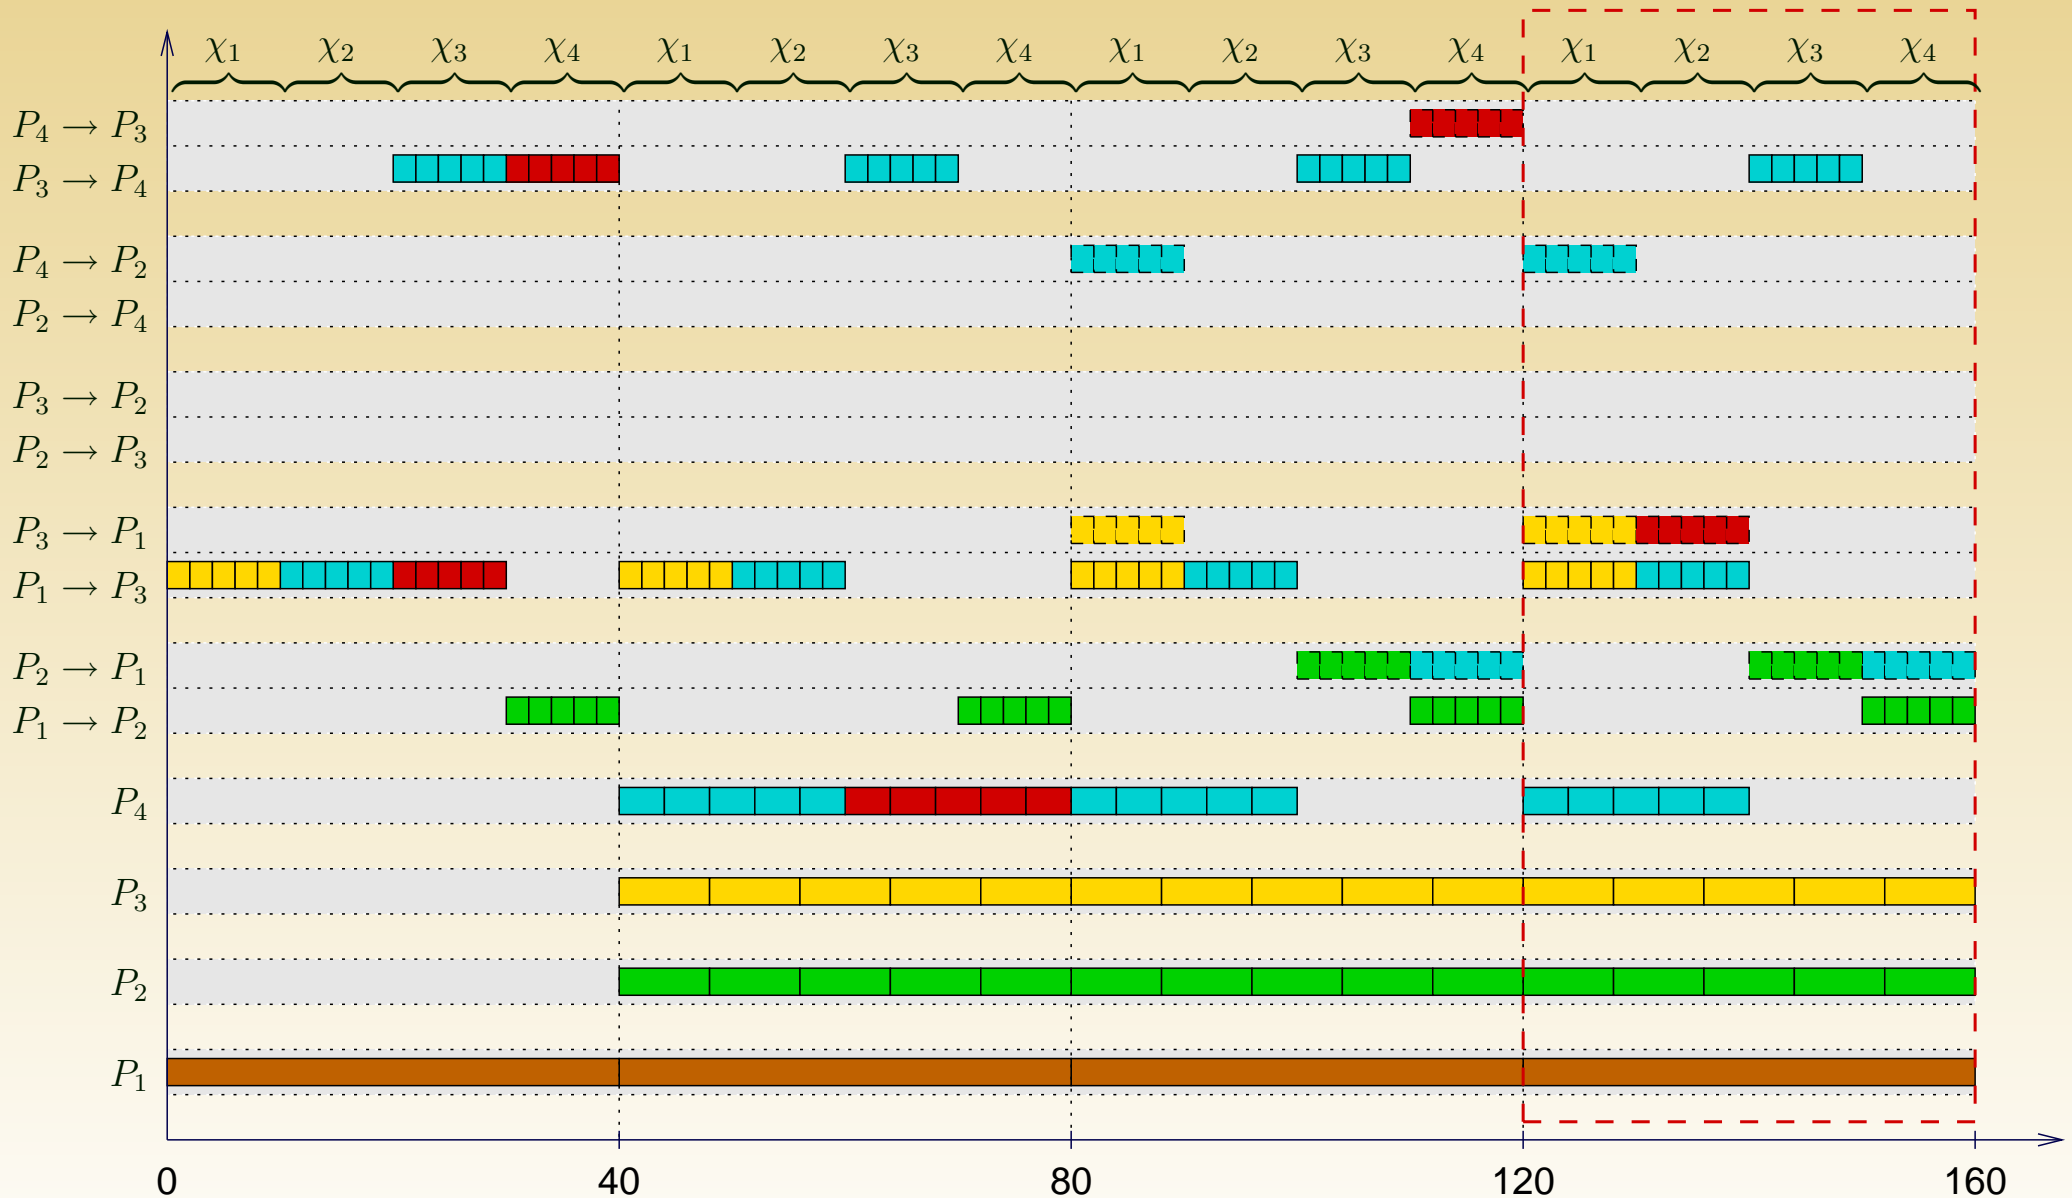 χ1 χ2 χ3 χ4 χ1 χ2 χ3 χ4 χ1 χ2 χ3 χ4 χ1 χ2 χ3 χ4
P4 → P3
P3 → P4
P4 → P2
P2 → P4
P3 → P2
P2 → P3
P3 → P1
P1 → P3
P2 → P1
P1 → P2
P4
P3
P2
P1
0 40 80 120 160